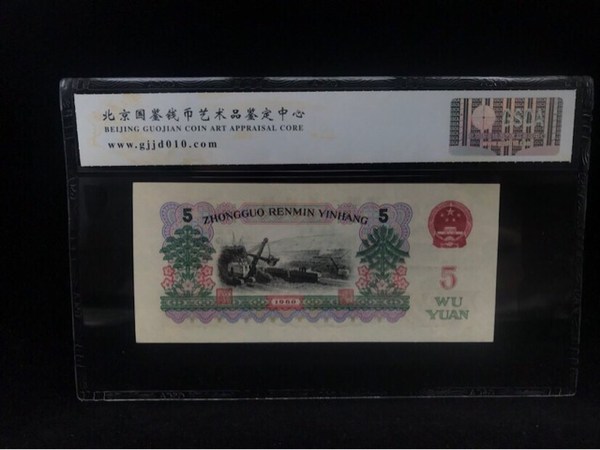 北京国鉴钱币艺术品鉴定中心
BEIJING GUOJIAN COIN ART APPRAISAL CORE
www.gjjd010.com
5 ZHONGGUO RENMIN YINHANG 5
1960
5
WU
YUAN